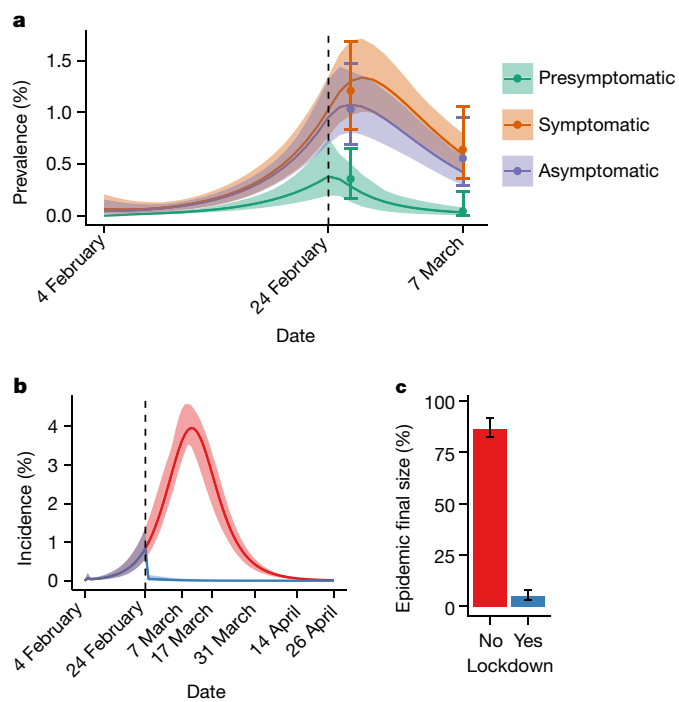 a
Prevalence (%)
1.5
1.0
0.5
0.0
4 February
24 February
7 March
Date
Presymptomatic
Symptomatic
Asymptomatic
b
Incidence (%)
4
3
2
1
0
4 February
24 February
7 March
17 March
31 March
14 April
26 April
Date
c
Epidemic final size (%)
100
75
50
25
0
No Yes
Lockdown